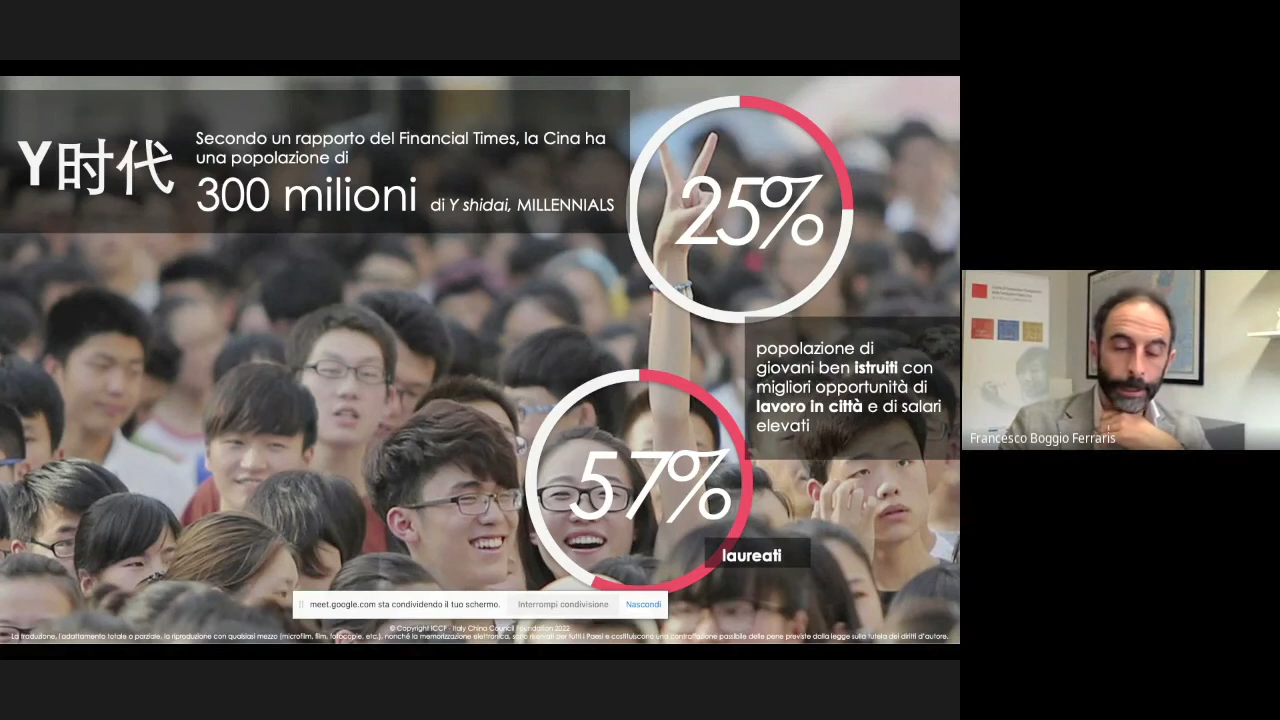 Y时代
Secondo un rapporto del Financial Times, la Cina ha
una popolazione di
300 milioni di Y shidai, MILLENNIALS
25%
popolazione di
giovani ben istruiti con
migliori opportunità di
lavoro in città e di salari
elevati
57%
laureati
Francesco Boggio Ferraris
meet.google.com sta condividendo il tuo schermo. Interrompi condivisione Nascondi
© Copyright ICCF - Italy China Council Foundation 2022
La traduzione, l'adattamento totale o parziale, la riproduzione con qualsiasi mezzo (microfilm, film, fotocopie, etc.), nonché la memorizzazione elettronica, sono riservati per tutti i Paesi e costituiscono una contraffazione passibile delle pene previste dalla legge sulla tutela dei diritti d'autore.